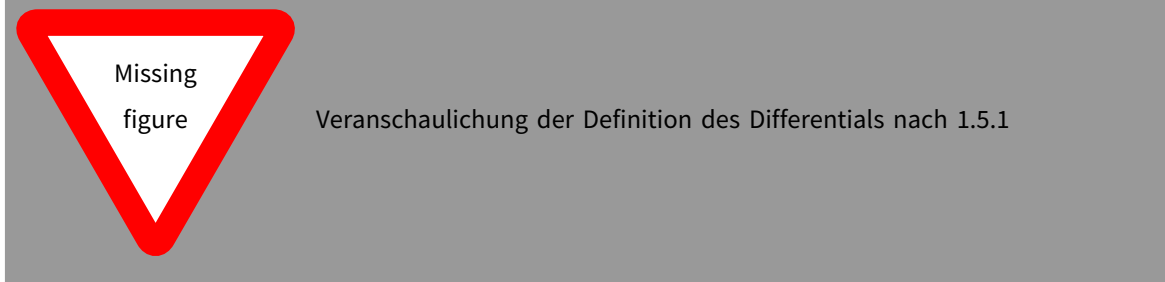 Missing
figure
Veranschaulichung der Definition des Differentials nach 1.5.1